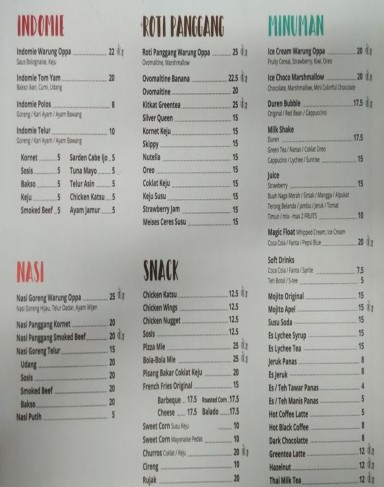 INDOMIE
Indomie Warung Oppa 22
Saus Bolognaise, Keju
Indomie Tom Yam 20
Bakso Ikan, Cumi, Udang
Indomie Polos 8
Goreng / Kari Ayam / Ayam Bawang
Indomie Telur 10
Goreng / Kari Ayam / Ayam Bawang
Kornet 5 Sarden Cabe Ijo 5
Sosis 5 Tuna Mayo 5
Bakso 5 Telur Asin 5
Keju 5 Chicken Katsu 5
Smoked Beef 5 Ayam Jamur 5
NASI
Nasi Goreng Warung Oppa 25
Nasi Goreng Hijau, Telur Dadar, Ayam
Nasi Panggang Kornet 20
Nasi Panggang Smoked Beef 20
Nasi Goreng Telur 15
Udang 20
Sosis 20
Smoked Beef 20
Bakso 20
Nasi Putih 5
ROTI PANGGANG
Roti Panggang Warung Oppa 25
Ovomaltine, Marshmallow
Ovomaltine Banana 22.5
Ovomaltine 20
Kitkat Greentea 25
Silver Queen 15
Kornet Keju 15
Skippy 15
Nutella 15
Oreo 15
Coklat Keju 15
Keju Susu 15
Strawberry Jam 15
Meises Ceres Susu 15
SNACK
Chicken Katsu 12.5
Chicken Wings 12.5
Chicken Nugget 12.5
Sosis 12.5
Pizza Mie 25
Bola-Bola Mie 25
Pisang Bakar Coklat Keju 20
French Fries Original 15
Barbeque 17.5 Roasted Corn 17.5
Cheese 17.5 Balado 17.5
Sweet Corn Susu Keju 10
Sweet Corn Mayonaise Pedas 10
Churros Coklat / Keju 20
Cireng 10
Rujak 20
MINUMAN
Ice Cream Warung Oppa 20
Fruity Cereal, Strawberry, Kiwi, Oreo
Ice Choco Marshmallow 20
Chocolate, Marshmallow, Mini Colorful Chocolate
Duren Bubble 17.5
Original / Red Bean / Cappuccino
Milk Shake
Duren 17.5
Green Tea / Nanas / Coklat Oreo
Cappucino / Lychee / Sunrise 15
Juice
Strawberry 15
Buah Naga Merah / Sirsak / Mangga / Alpukat
Terong Belanda / Jambu / Jeruk / Tomat
Timun / mix - max 2 FRUITS 10
Magic Float Whipped Cream, Ice Cream
Coca Cola / Fanta / Pepsi Blue 20
Soft Drinks
Coca Cola / Fanta / Sprite 7.5
Teh Botol / S-tee 5
Mojito Original 15
Mojito Apel 15
Susu Soda 15
Es Lychee Syrup 15
Es Lychee Tea 15
Jeruk Panas 8
Es Jeruk 8
Es / Teh Tawar Panas 4
Es / Teh Manis Panas 5
Hot Coffee Latte 5
Hot Black Coffee 8
Dark Chocolatte 8
Greentea Latte 12
Hazelnut 12
Thai Milk Tea 12